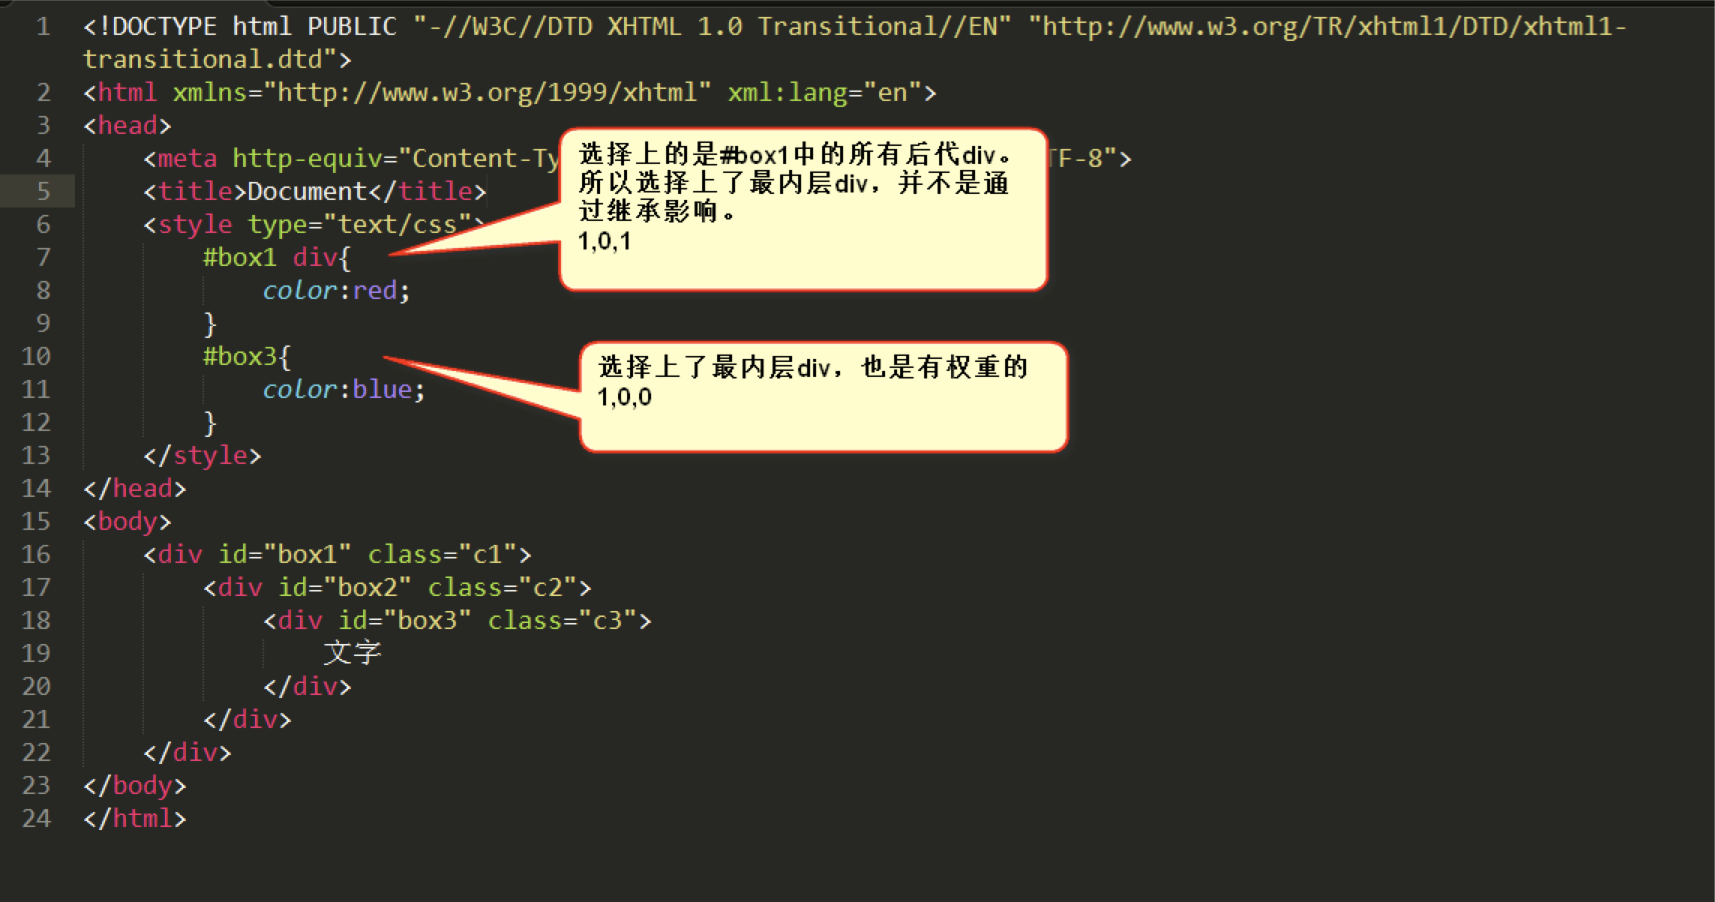 1 <!DOCTYPE html PUBLIC "-//W3C//DTD XHTML 1.0 Transitional//EN" "http://www.w3.org/TR/xhtml1/DTD/xhtml1-
transitional.dtd">
2 <html xmlns="http://www.w3.org/1999/xhtml" xml:lang="en">
3 <head>
4 <meta http-equiv="Content-Ty TF-8">
5 <title>Document</title>
6 <style type="text/css">
7 #box1 div{
8 color:red;
9 }
10 #box3{
11 color:blue;
12 }
13 </style>
14 </head>
15 <body>
16 <div id="box1" class="c1">
17 <div id="box2" class="c2">
18 <div id="box3" class="c3">
19 文字
20 </div>
21 </div>
22 </div>
23 </body>
24 </html>
选择上的是#box1中的所有后代div。
所以选择上了最内层div，并不是通
过继承影响。
1,0,1
选择上了最内层div，也是有权重的
1,0,0